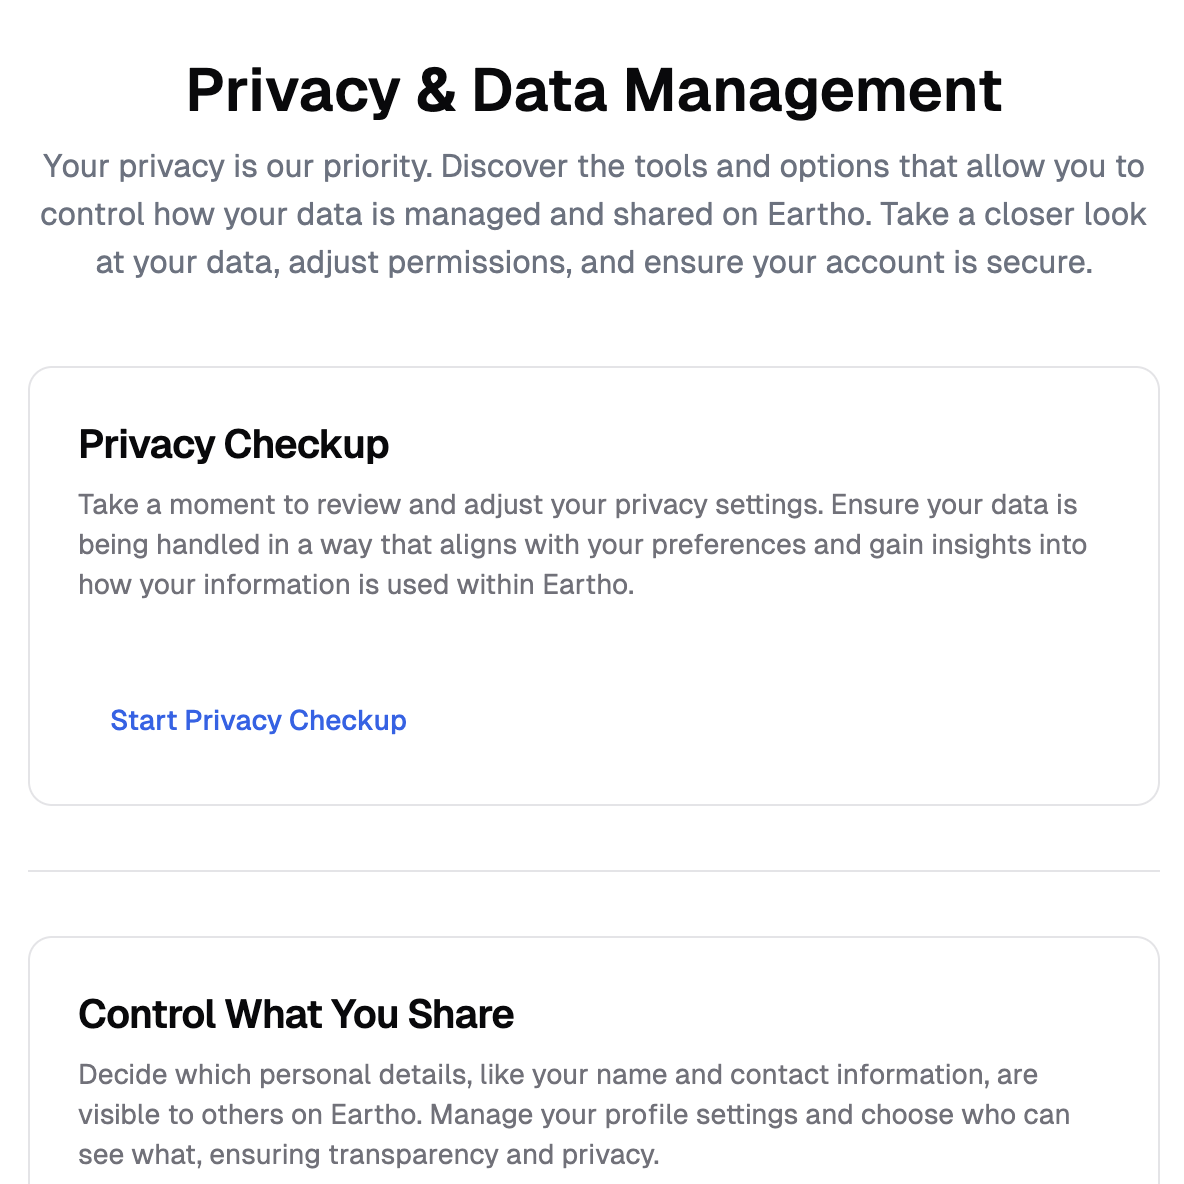 Privacy & Data Management
Your privacy is our priority. Discover the tools and options that allow you to
control how your data is managed and shared on Eartho. Take a closer look
at your data, adjust permissions, and ensure your account is secure.
Privacy Checkup
Take a moment to review and adjust your privacy settings. Ensure your data is
being handled in a way that aligns with your preferences and gain insights into
how your information is used within Eartho.
Start Privacy Checkup
Control What You Share
Decide which personal details, like your name and contact information, are
visible to others on Eartho. Manage your profile settings and choose who can
see what, ensuring transparency and privacy.